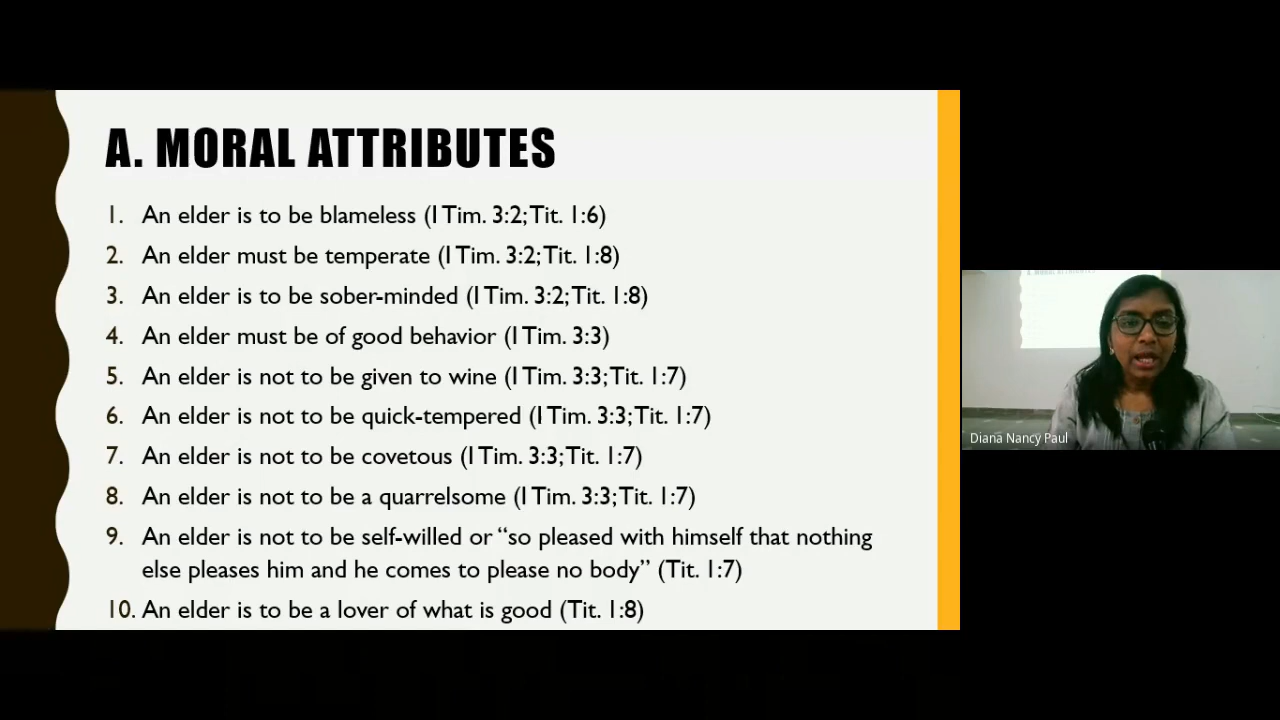 A. MORAL ATTRIBUTES
1. An elder is to be blameless (I Tim. 3:2; Tit. 1:6)
2. An elder must be temperate (I Tim. 3:2; Tit. 1:8)
3. An elder is to be sober-minded (I Tim. 3:2; Tit. 1:8)
4. An elder must be of good behavior (I Tim. 3:3)
5. An elder is not to be given to wine (I Tim. 3:3; Tit. 1:7)
6. An elder is not to be quick-tempered (I Tim. 3:3; Tit. 1:7)
7. An elder is not to be covetous (I Tim. 3:3; Tit. 1:7)
8. An elder is not to be a quarrelsome (I Tim. 3:3; Tit. 1:7)
9. An elder is not to be self-willed or “so pleased with himself that nothing
else pleases him and he comes to please no body” (Tit. 1:7)
10. An elder is to be a lover of what is good (Tit. 1:8)
Diana Nancy Paul